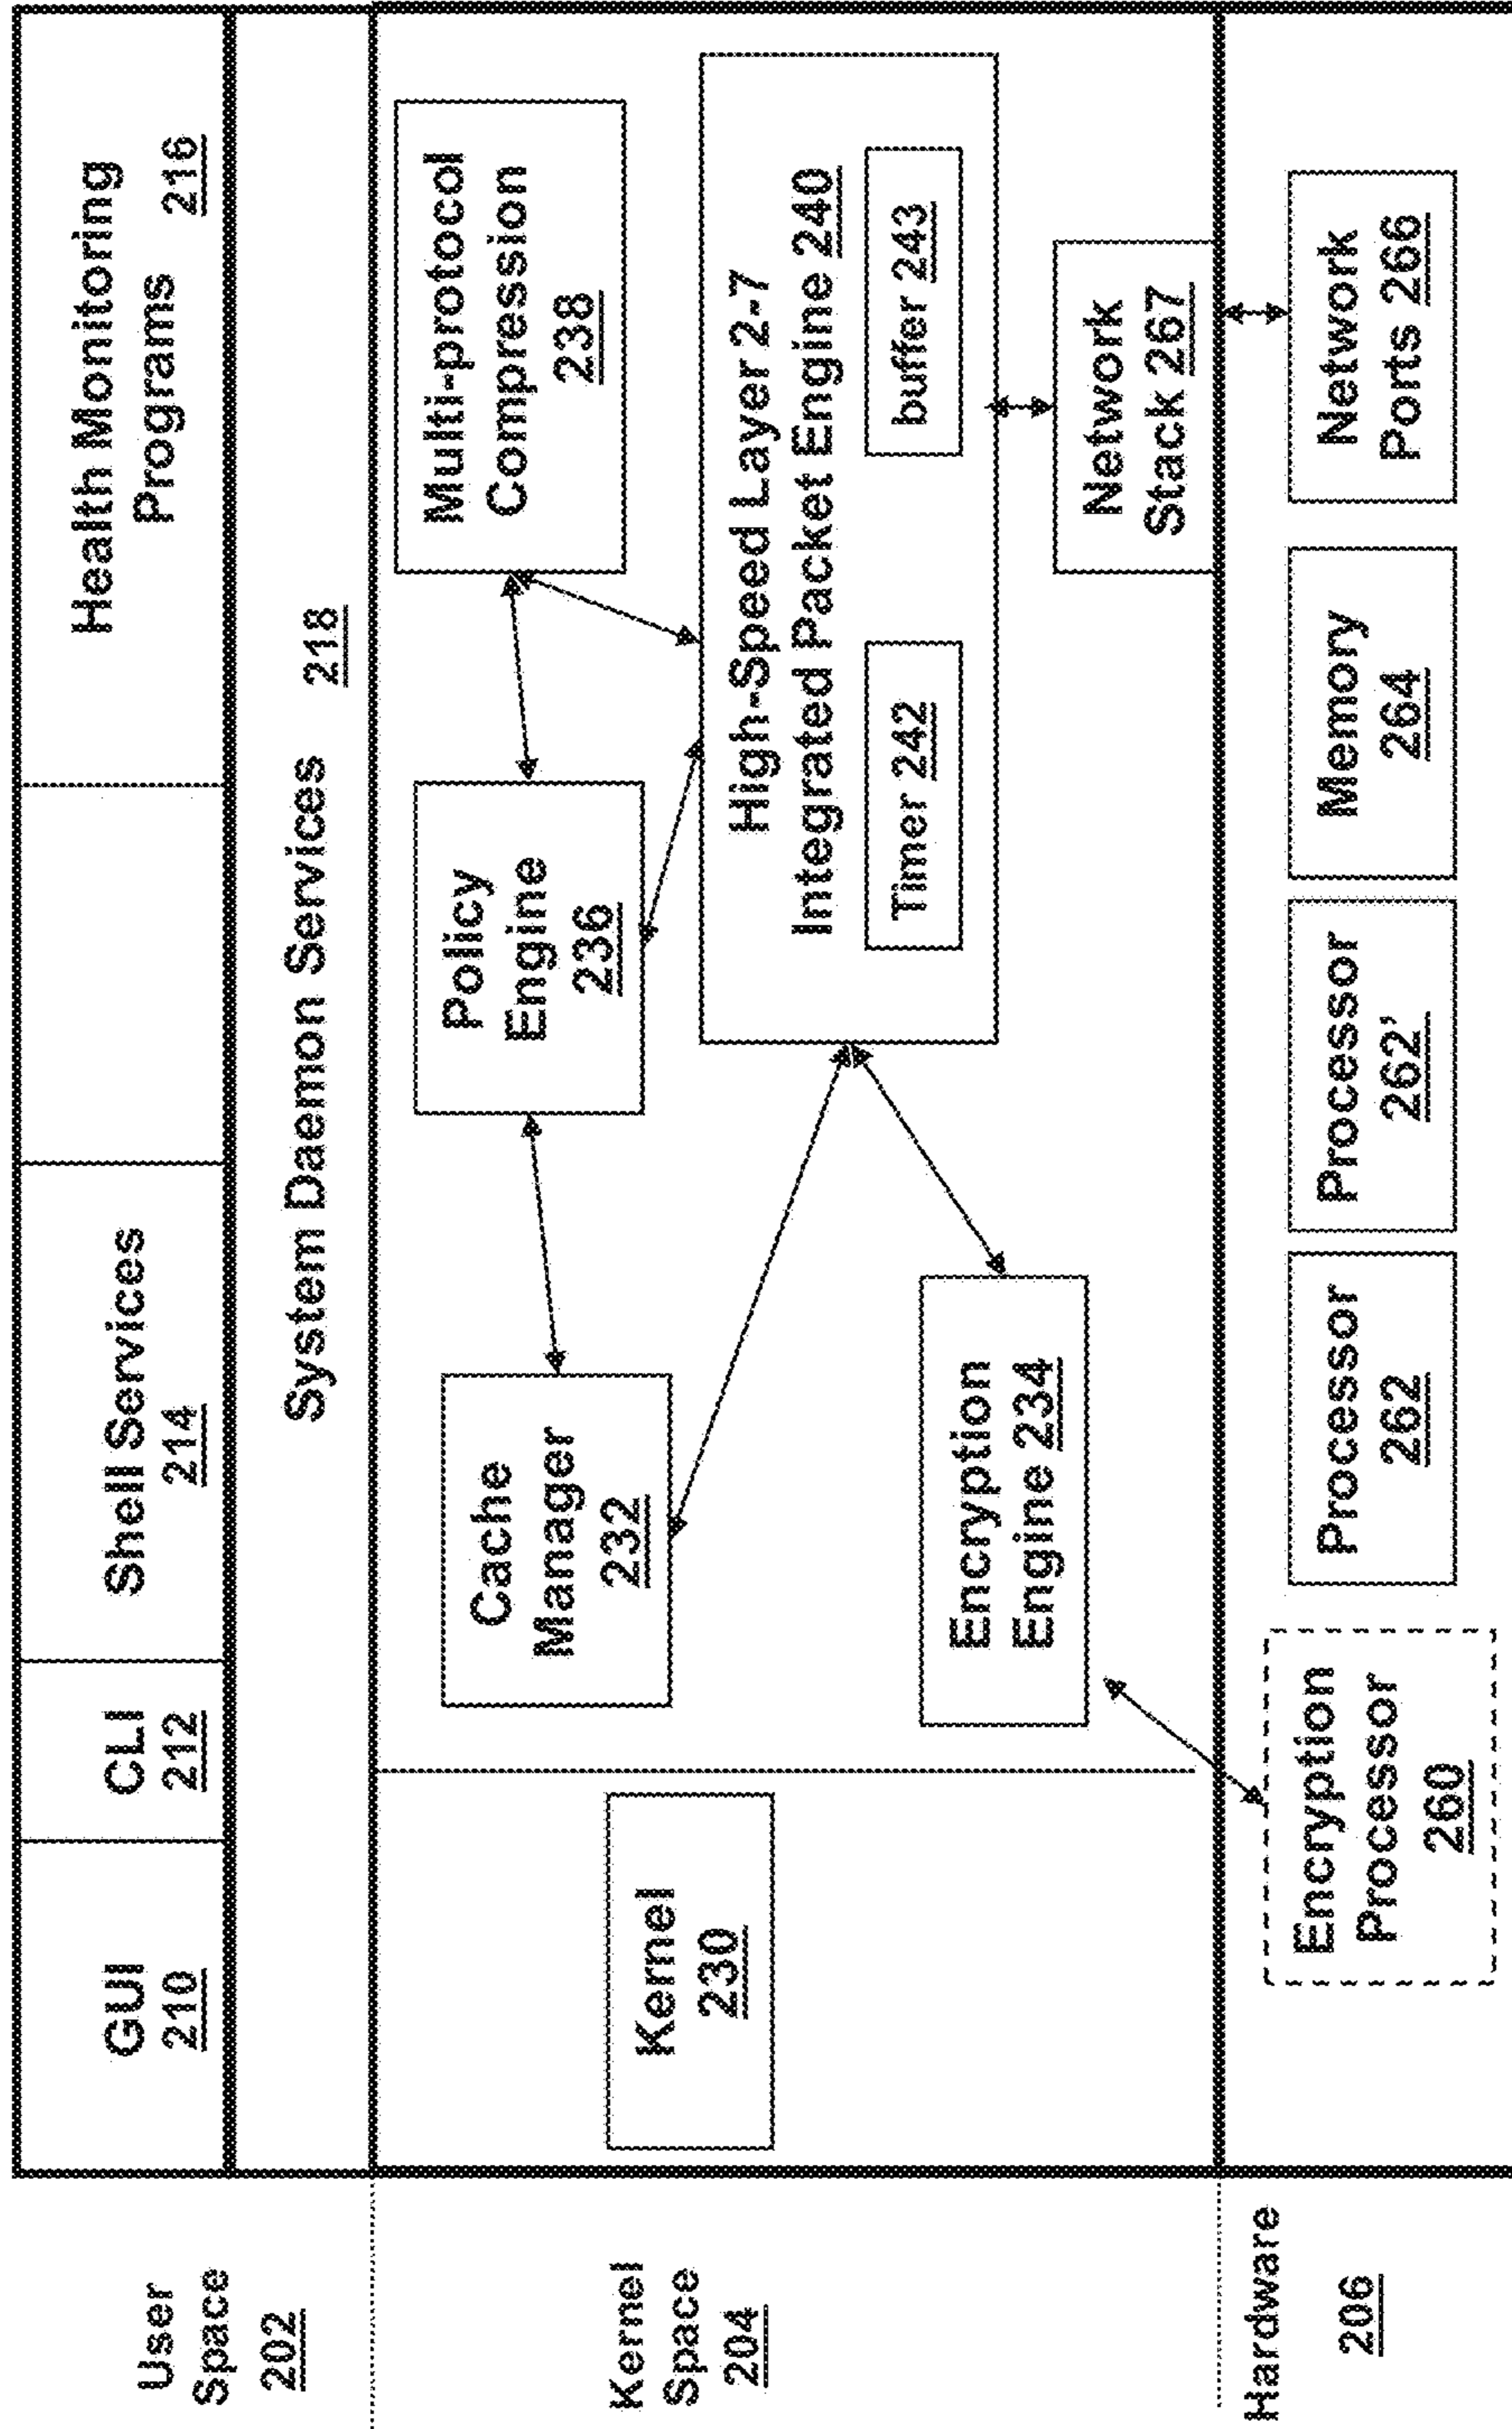 User
Space
202
GUI
210
CLI
212
Shell Services
214
Health Monitoring
Programs 216
System Daemon Services 218
Kernel
Space
204
Kernel
230
Cache
Manager
232
Policy
Engine
236
Multi-protocol
Compression
238
High-Speed Layer 2-7
Integrated Packet Engine 240
Timer 242
buffer 243
Encryption
Engine 234
Network
Stack 267
Hardware
206
Encryption
Processor
260
Processor
262
Processor
262'
Memory
264
Network
Ports 266